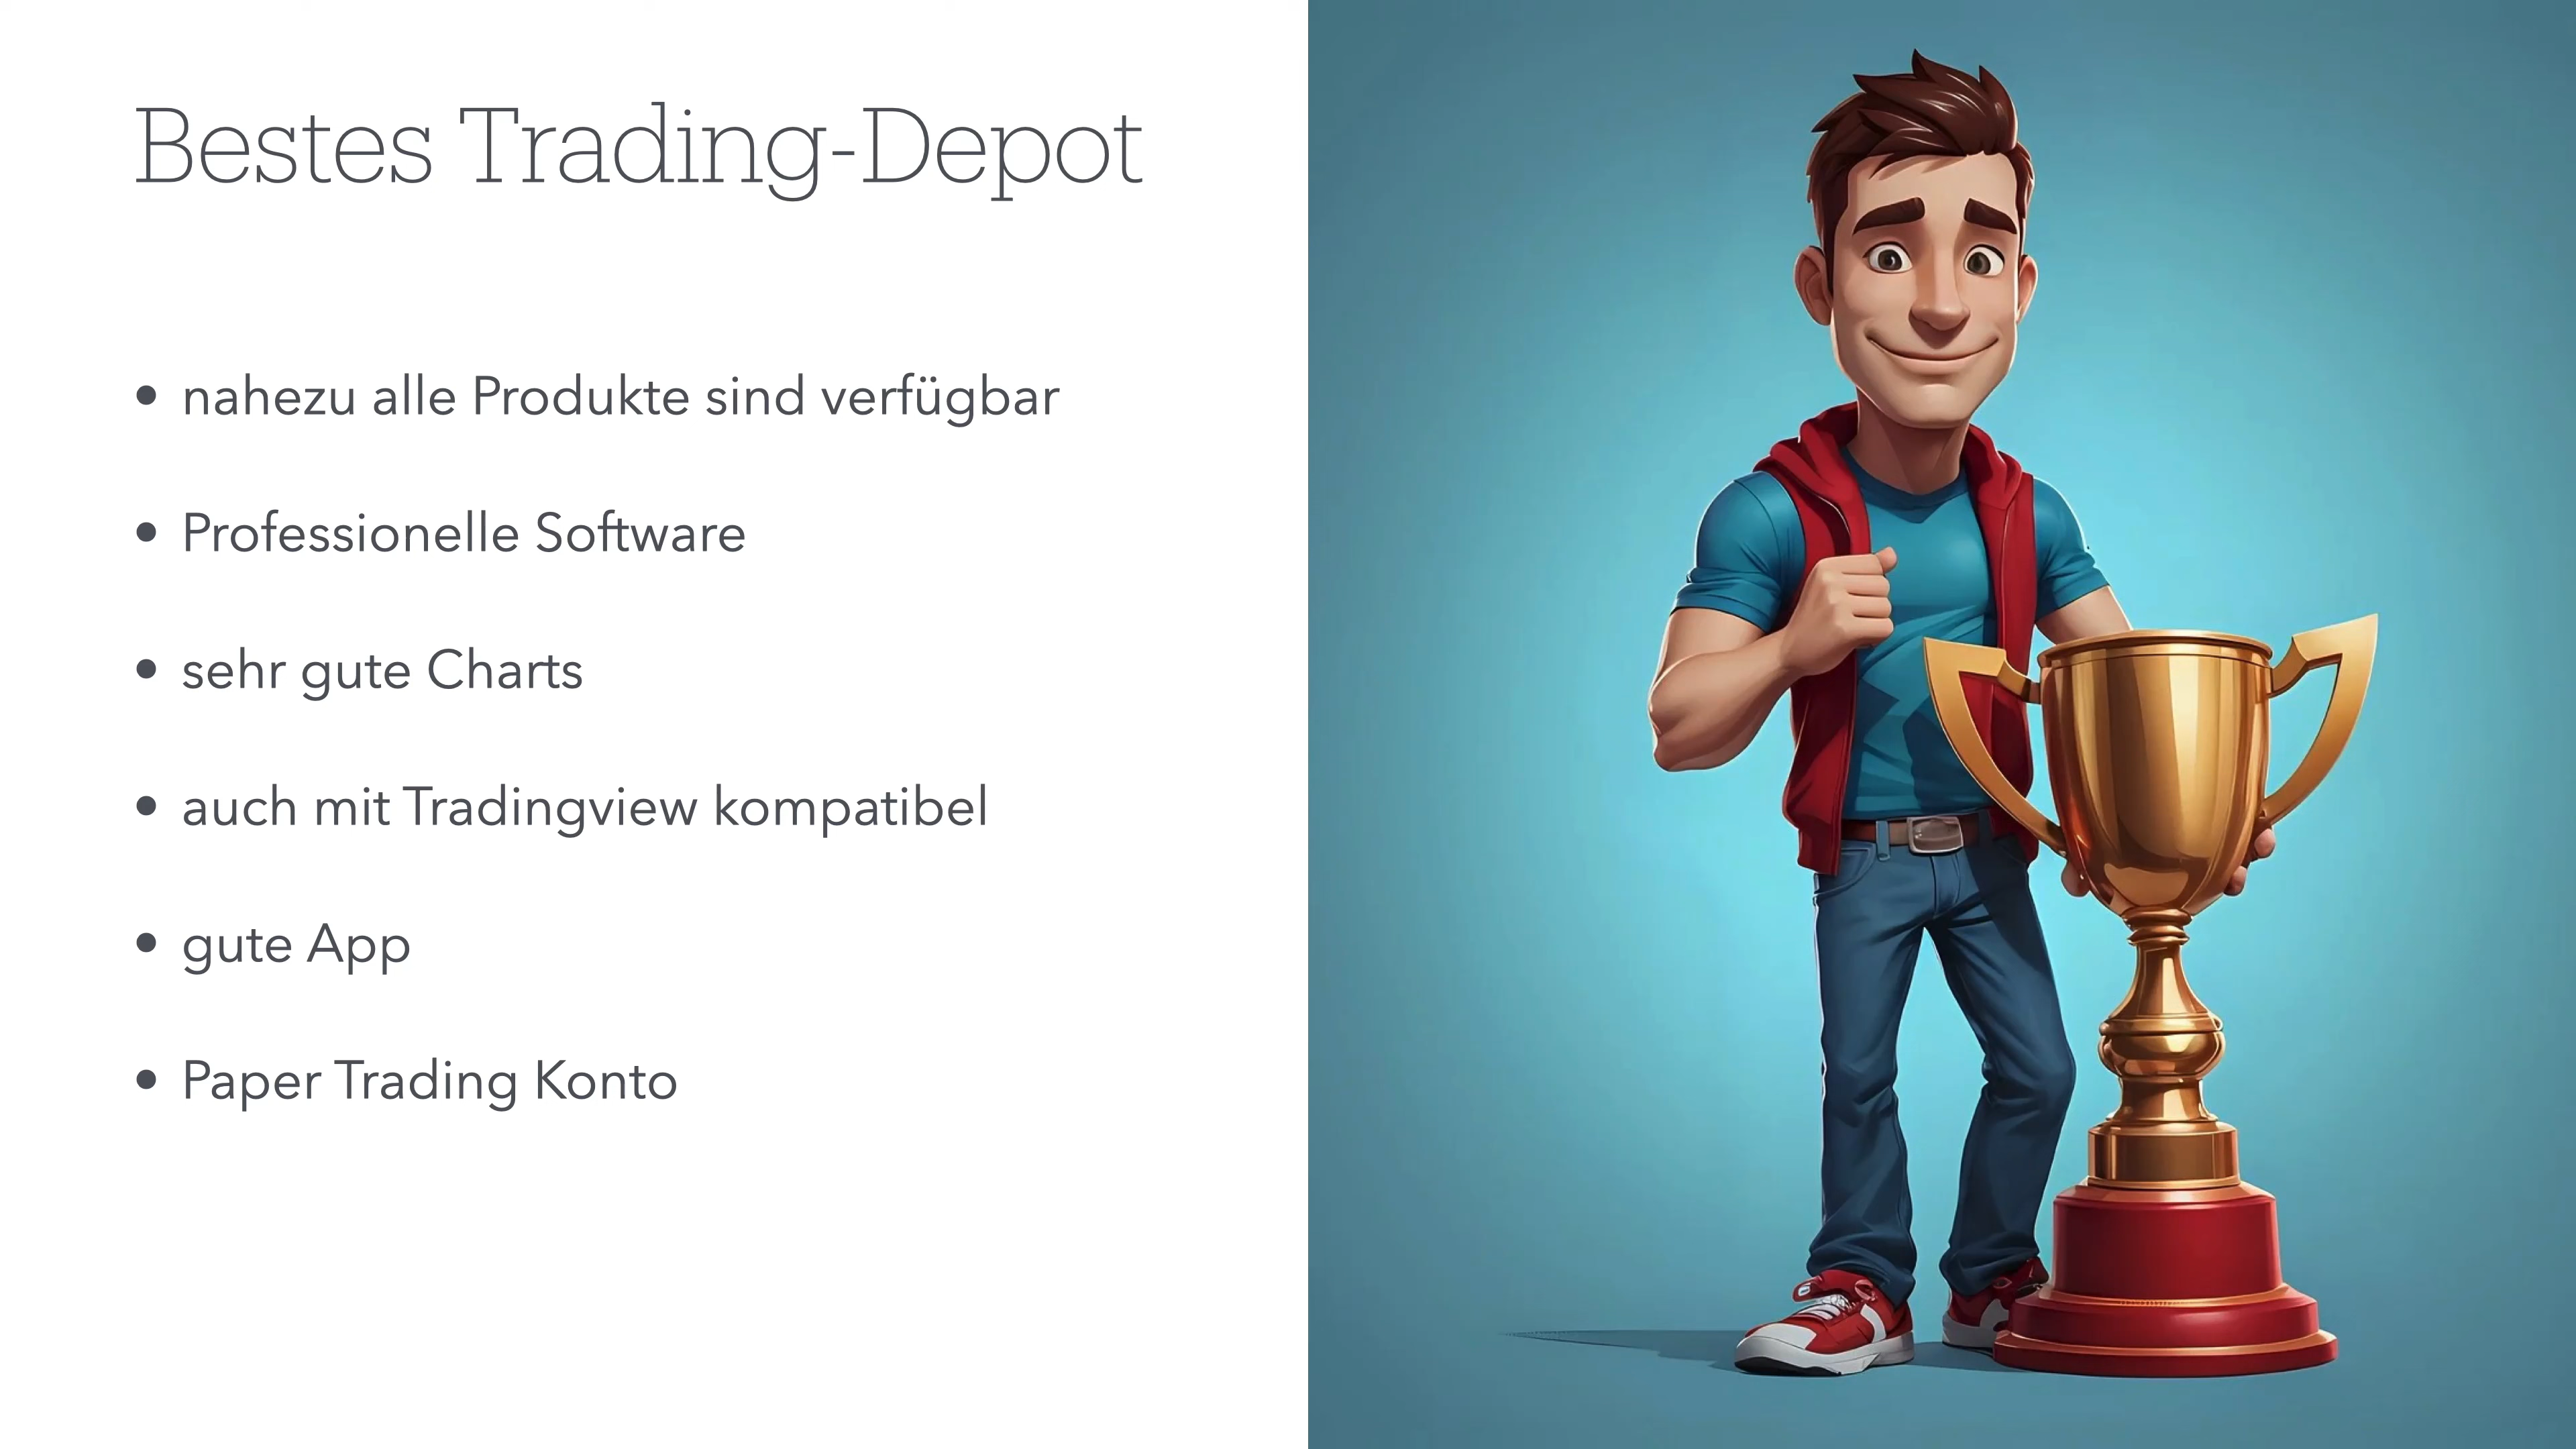 Bestes Trading-Depot
• nahezu alle Produkte sind verfügbar
• Professionelle Software
• sehr gute Charts
• auch mit Tradingview kompatibel
• gute App
• Paper Trading Konto